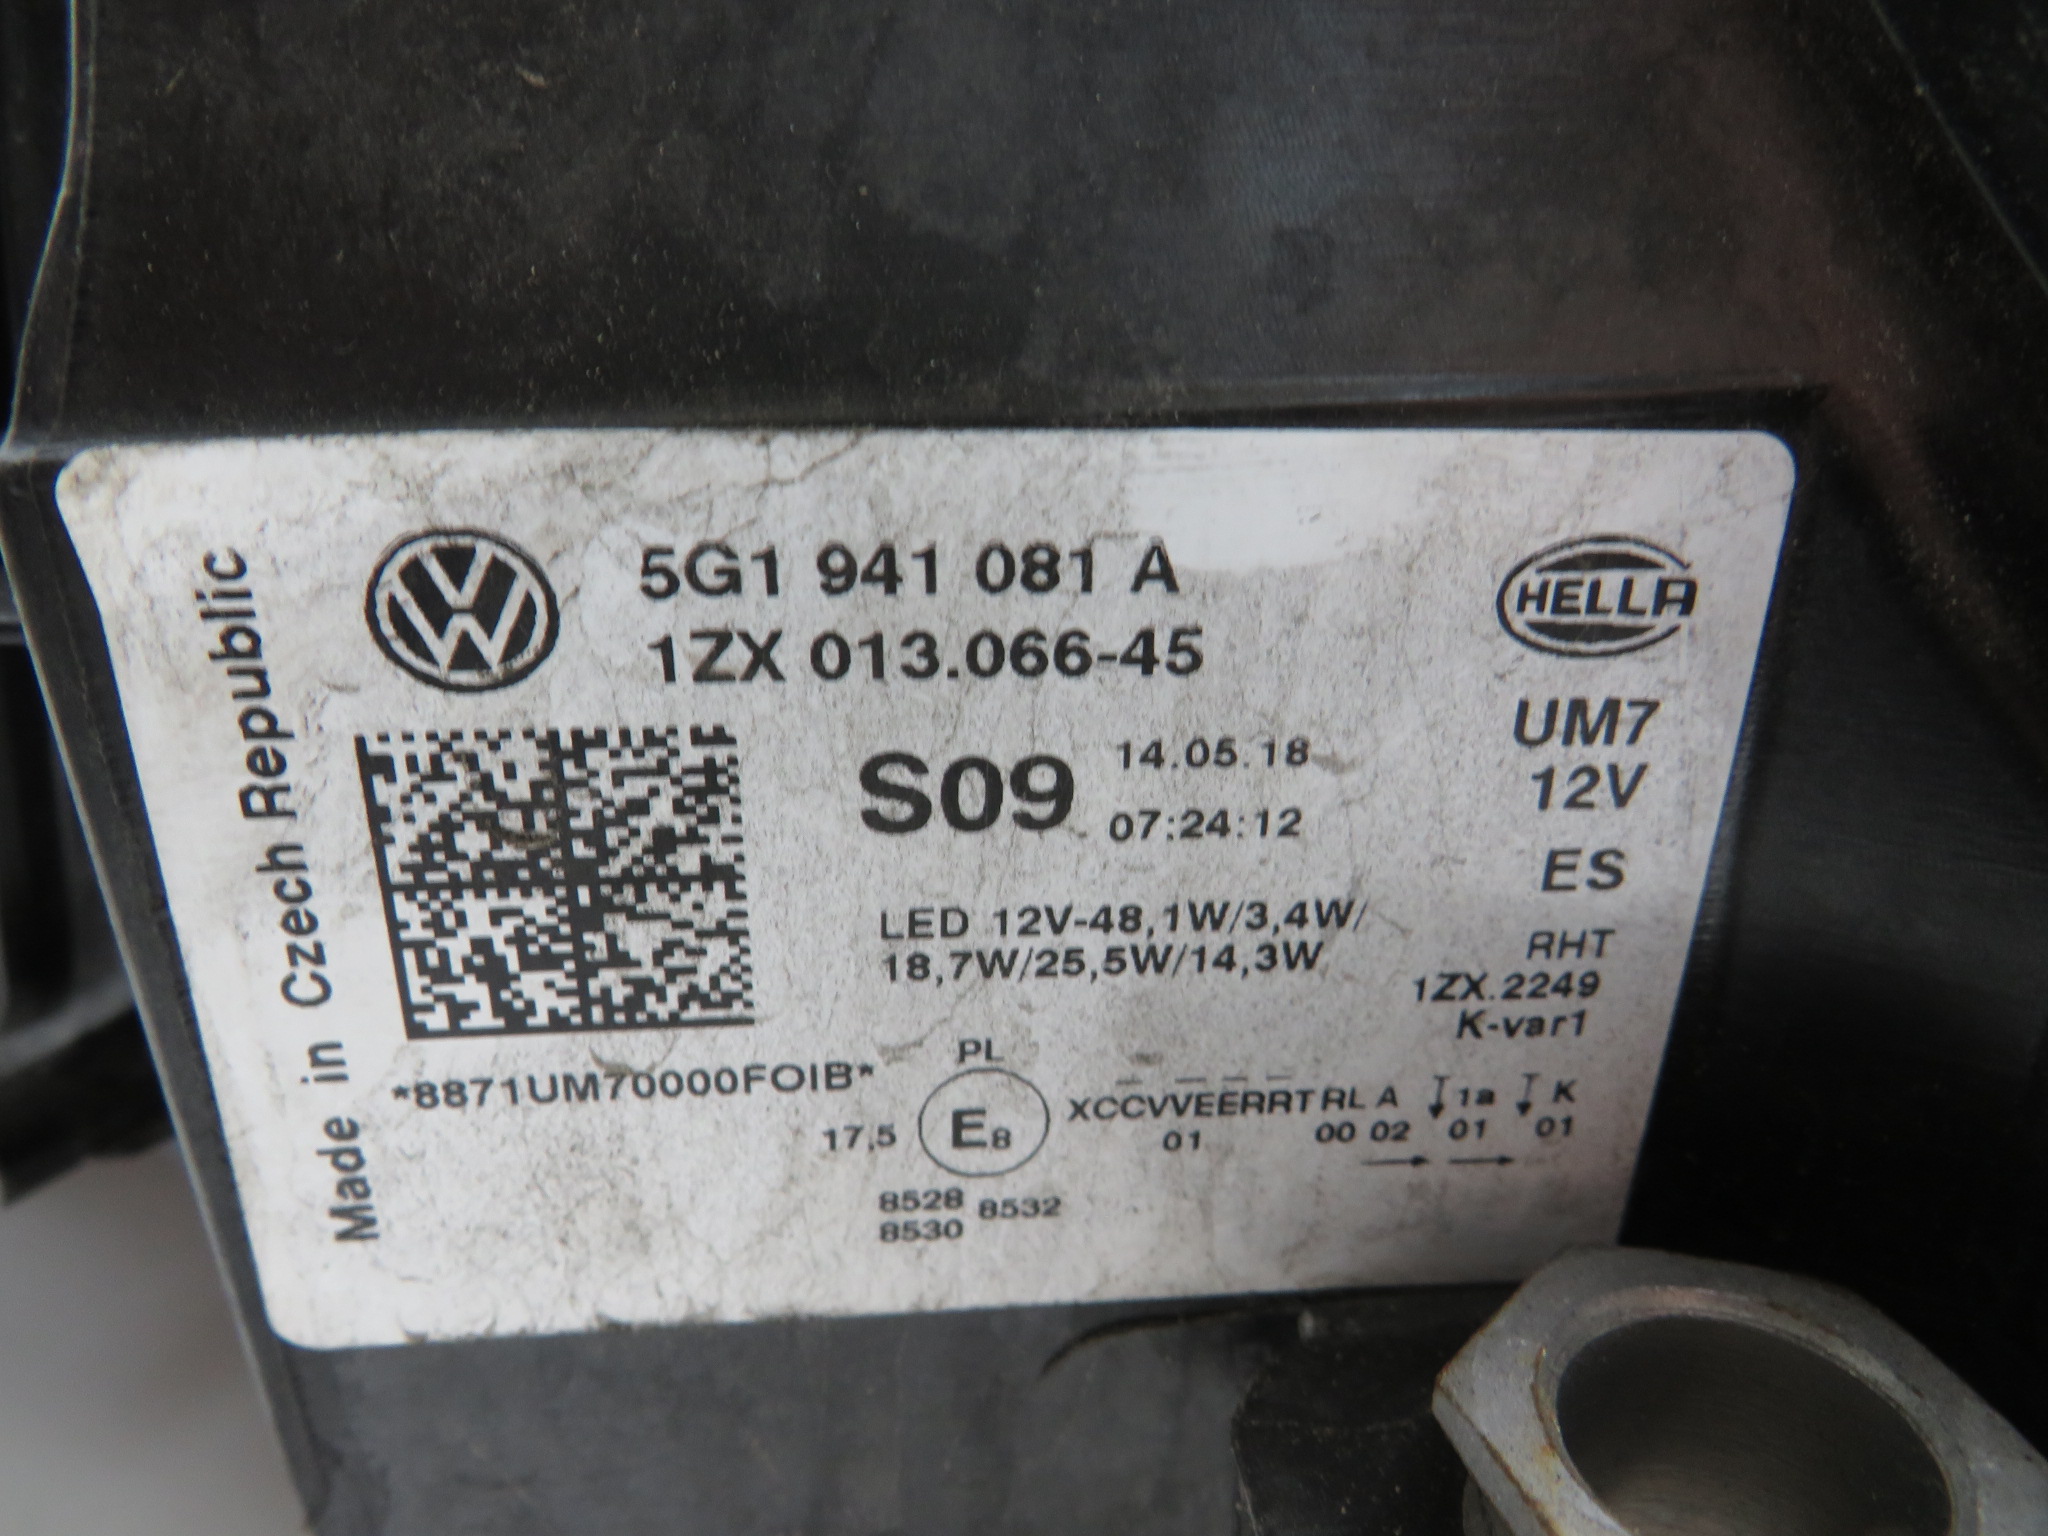 Made in Czech Republic
5G1 941 081 A
1ZX 013.066-45
HELLA
UM7
12V
ES
RHT
1ZX.2249
K-var1
S09
14.05.18
07:24:12
LED 12V-48,1W/3,4W/
18,7W/25,5W/14,3W
*8871UM70000FOIB*
PL
17,5 E8 XCCVVEERRT RL A 1a K
01 00 02 01 01
8528 8532
8530